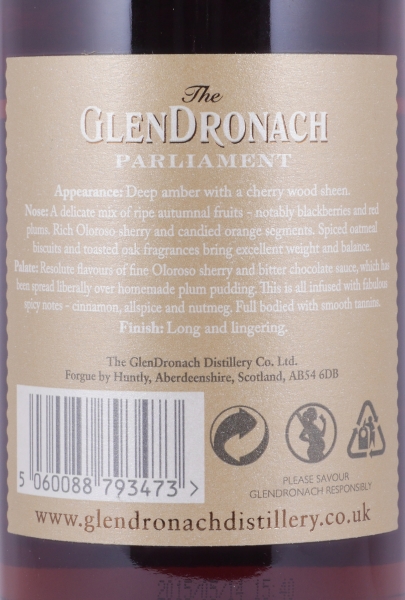 The
GLENDRONACH
PARLIAMENT
Appearance: Deep amber with a cherry wood sheen.
Nose: A delicate mix of ripe autumnal fruits - notably blackberries and red
plums. Rich Oloroso sherry and candied orange segments. Spiced oatmeal
biscuits and toasted oak fragrances bring excellent weight and balance.
Palate: Resolute flavours of fine Oloroso sherry and bitter chocolate sauce, which has
been spread liberally over homemade plum pudding. This is all infused with fabulous
spicy notes - cinnamon, allspice and nutmeg. Full bodied with smooth tannins.
Finish: Long and lingering.
The GlenDronach Distillery Co. Ltd.
Forgue by Huntly, Aberdeenshire, Scotland, AB54 6DB
5 060088 793473 >
PLEASE SAVOUR
GLENDRONACH RESPONSIBLY
www.glendronachdistillery.co.uk